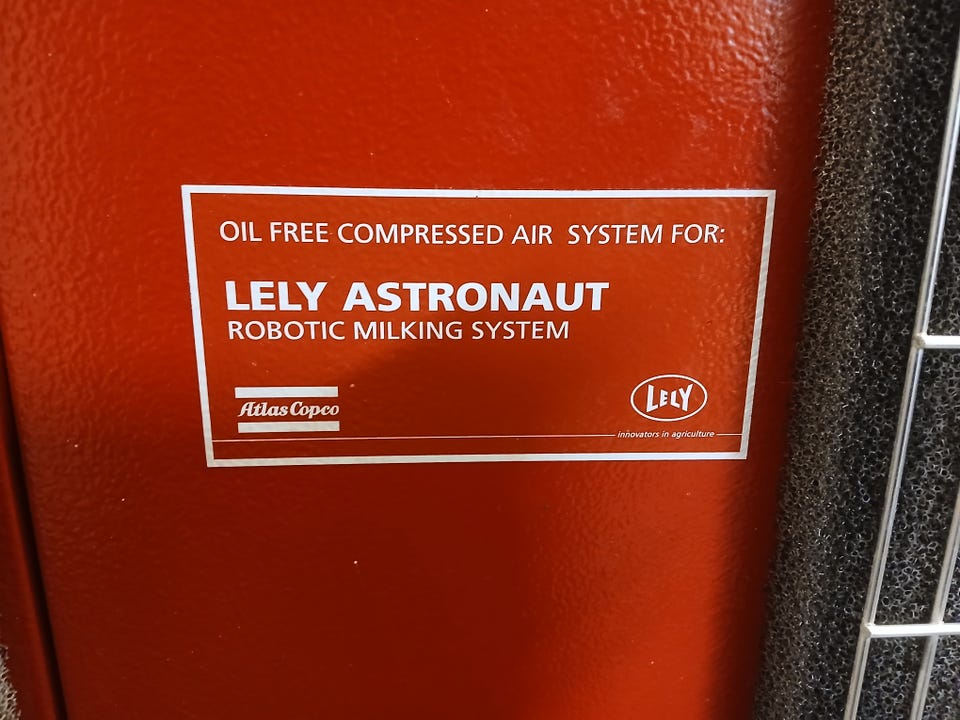 OIL FREE COMPRESSED AIR SYSTEM FOR:
LELY ASTRONAUT
ROBOTIC MILKING SYSTEM
Atlas Copco
LELY
innovators in agriculture